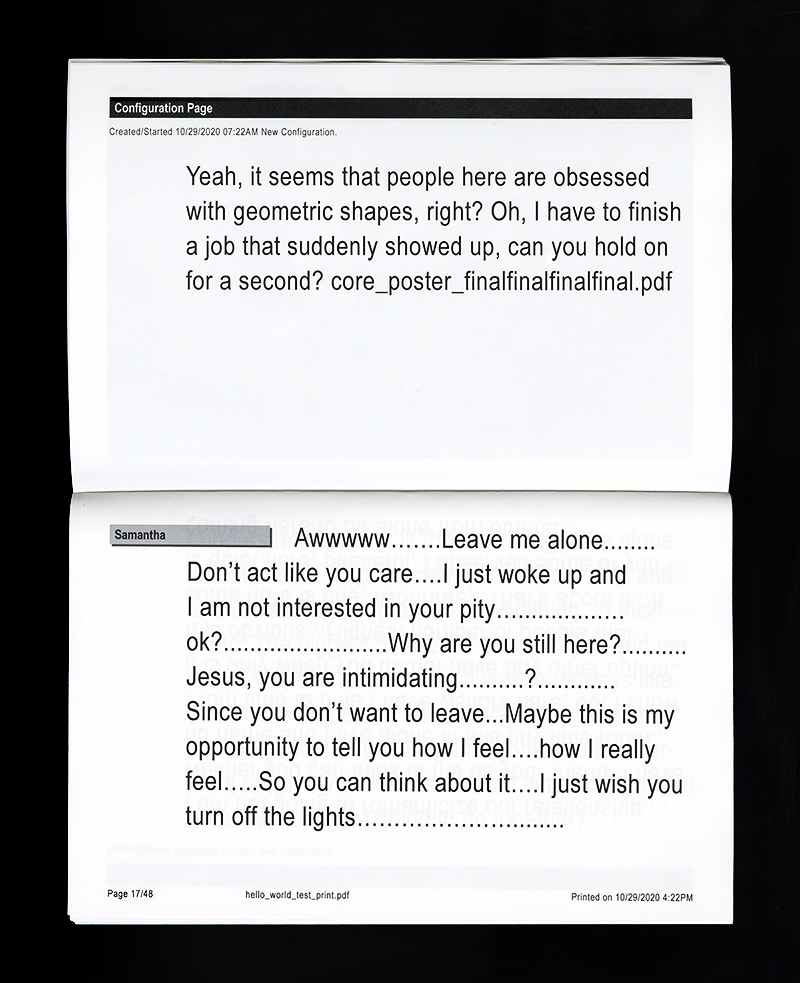 Configuration Page
Created/Started 10/29/2020 07:22AM New Configuration.
Yeah, it seems that people here are obsessed
with geometric shapes, right? Oh, I have to finish
a job that suddenly showed up, can you hold on
for a second? core_poster_finalfinalfinalfinal.pdf
Samantha
Awwwww.......Leave me alone........
Don’t act like you care....I just woke up and
I am not interested in your pity..................
ok?.......................Why are you still here?..........
Jesus, you are intimidating.........?............
Since you don’t want to leave...Maybe this is my
opportunity to tell you how I feel....how I really
feel.....So you can think about it....I just wish you
turn off the lights.............................
Page 17/48 hello_world_test_print.pdf Printed on 10/29/2020 4:22PM